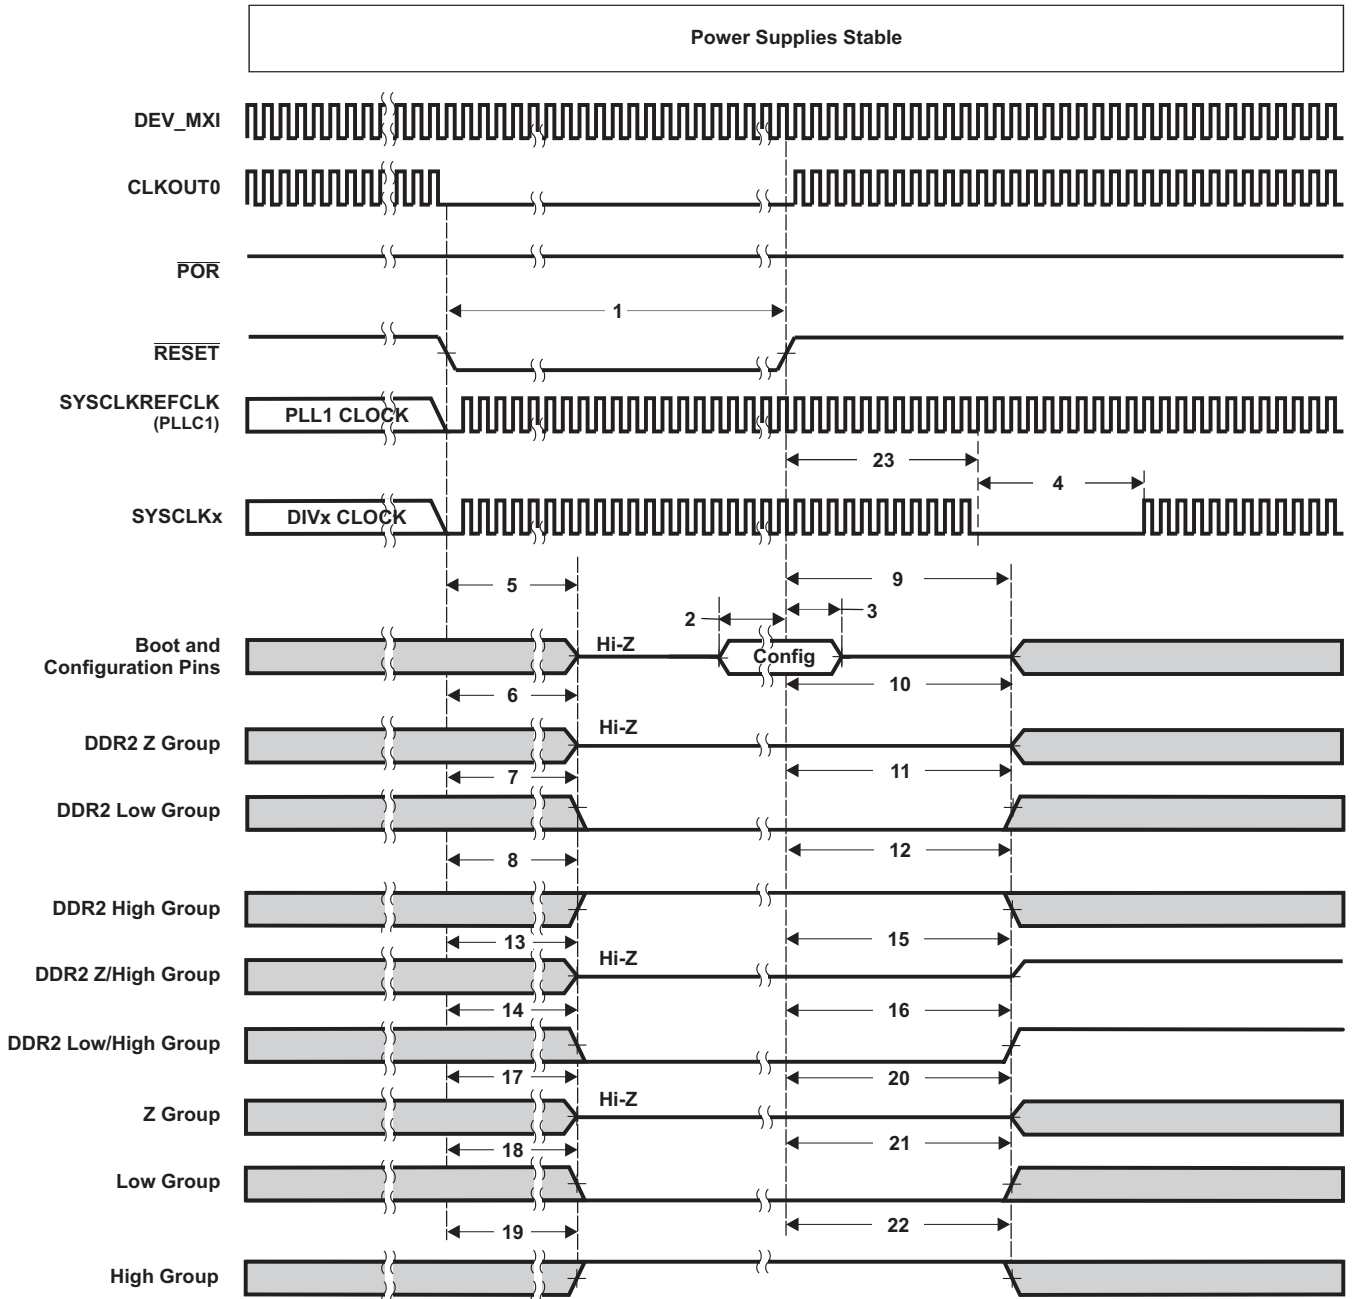 Power Supplies Stable
DEV_MXI
CLKOUT0
POR
1
RESET
SYSCLKREFCLK
(PLLC1)
PLL1 CLOCK
23
4
SYSCLKx
DIVx CLOCK
5
9
2
3
Boot and
Configuration Pins
Hi-Z
Config
6
10
DDR2 Z Group
Hi-Z
7
11
DDR2 Low Group
8
12
DDR2 High Group
13
15
DDR2 Z/High Group
Hi-Z
14
16
DDR2 Low/High Group
17
20
Z Group
Hi-Z
18
21
Low Group
19
22
High Group